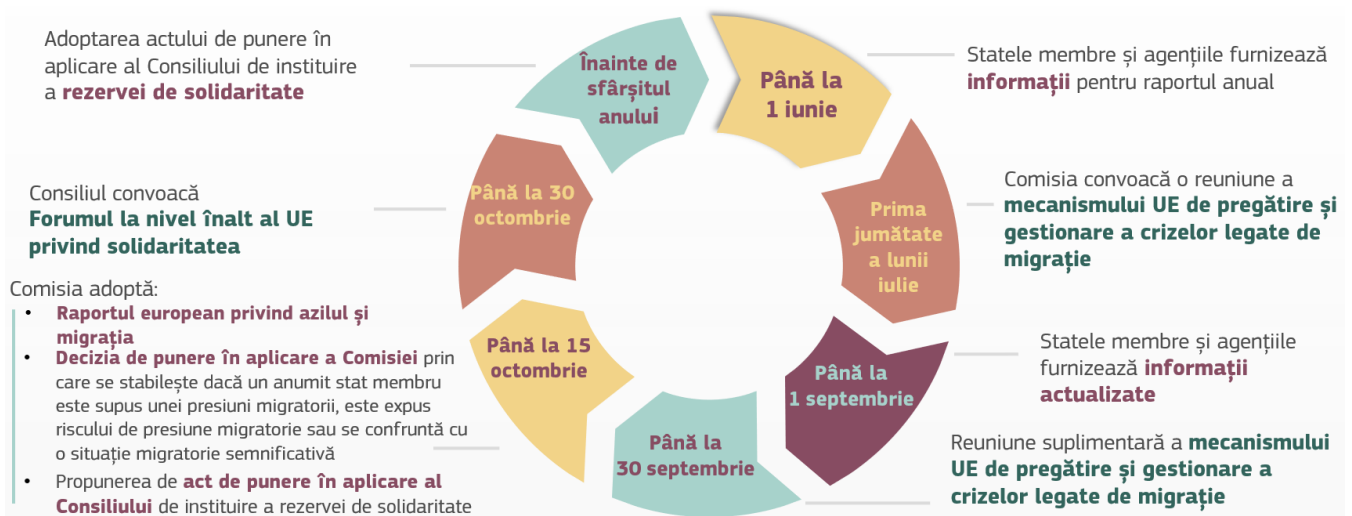 Până la
1 iunie
Statele membre și agențiile furnizează
informații pentru raportul anual
Prima
jumătate
a lunii
iulie
Comisia convoacă o reuniune a
mecanismului UE de pregătire și
gestionare a crizelor legate de
migrație
Până la
1 septembrie
Statele membre și agențiile
furnizează informații
actualizate
Până la
30 septembrie
Reuniune suplimentară a mecanismului
UE de pregătire și gestionare a
crizelor legate de migrație
Până la 15
octombrie
Comisia adoptă:
• Raportul european privind azilul și
migrația
• Decizia de punere în aplicare a Comisiei prin
care se stabilește dacă un anumit stat membru
este supus unei presiuni migratorii, este expus
riscului de presiune migratorie sau se confruntă cu
o situație migratorie semnificativă
• Propunerea de act de punere în aplicare al
Consiliului de instituire a rezervei de solidaritate
Până la 30
octombrie
Consiliul convoacă
Forumul la nivel înalt al UE
privind solidaritatea
Înainte de
sfârșitul
anului
Adoptarea actului de punere în
aplicare al Consiliului de instituire
a rezervei de solidaritate